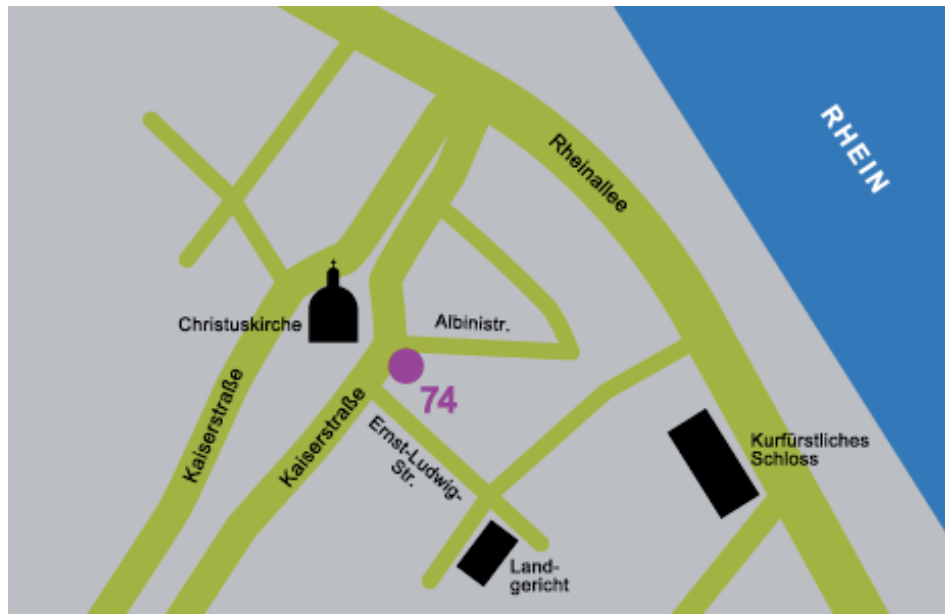 RHEIN
Rheinallee
Christuskirche
Albinistr.
74
Kaiserstraße
Kaiserstraße
Ernst-Ludwig-
Str.
Kurfürstliches
Schloss
Land-
gericht